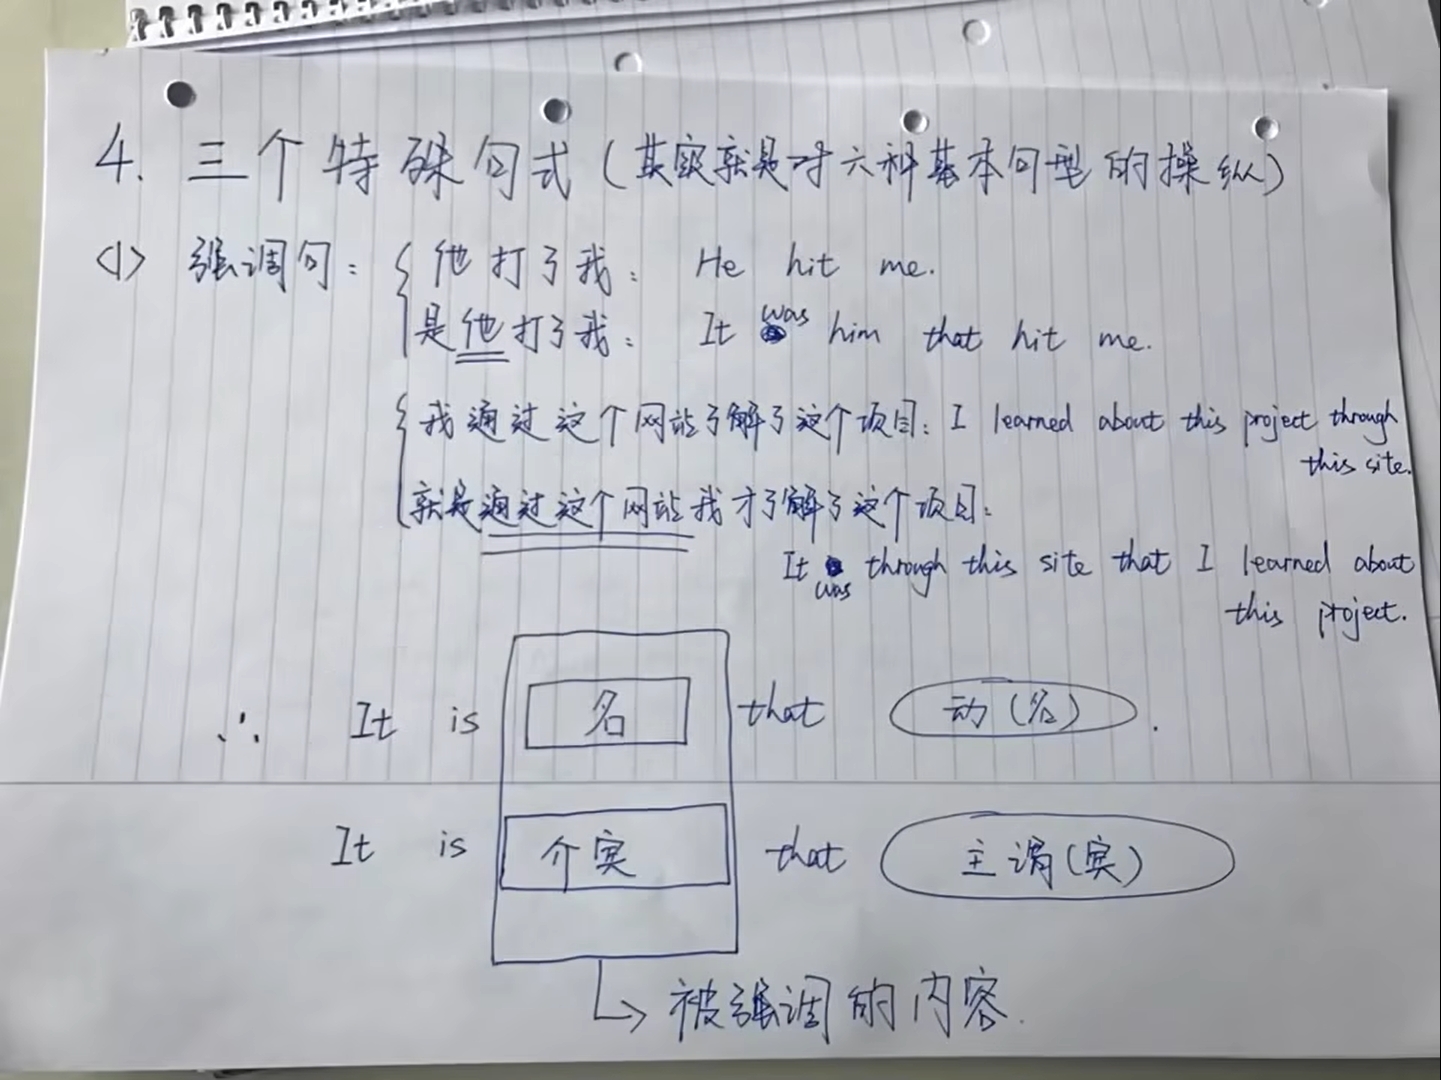 4. 三个特殊句式（其实就是对六种基本句型的操纵）
<1> 强调句： { 他打了我： He hit me.
是他打了我： It was him that hit me.
{ 我通过这个网站了解了这个项目： I learned about this project through
this site.
就是通过这个网站我才了解了这个项目：
It was through this site that I learned about
this project.
∴ It is 名 that 动（名）.
It is 介宾 that 主谓（宾）
↳ 被强调的内容.